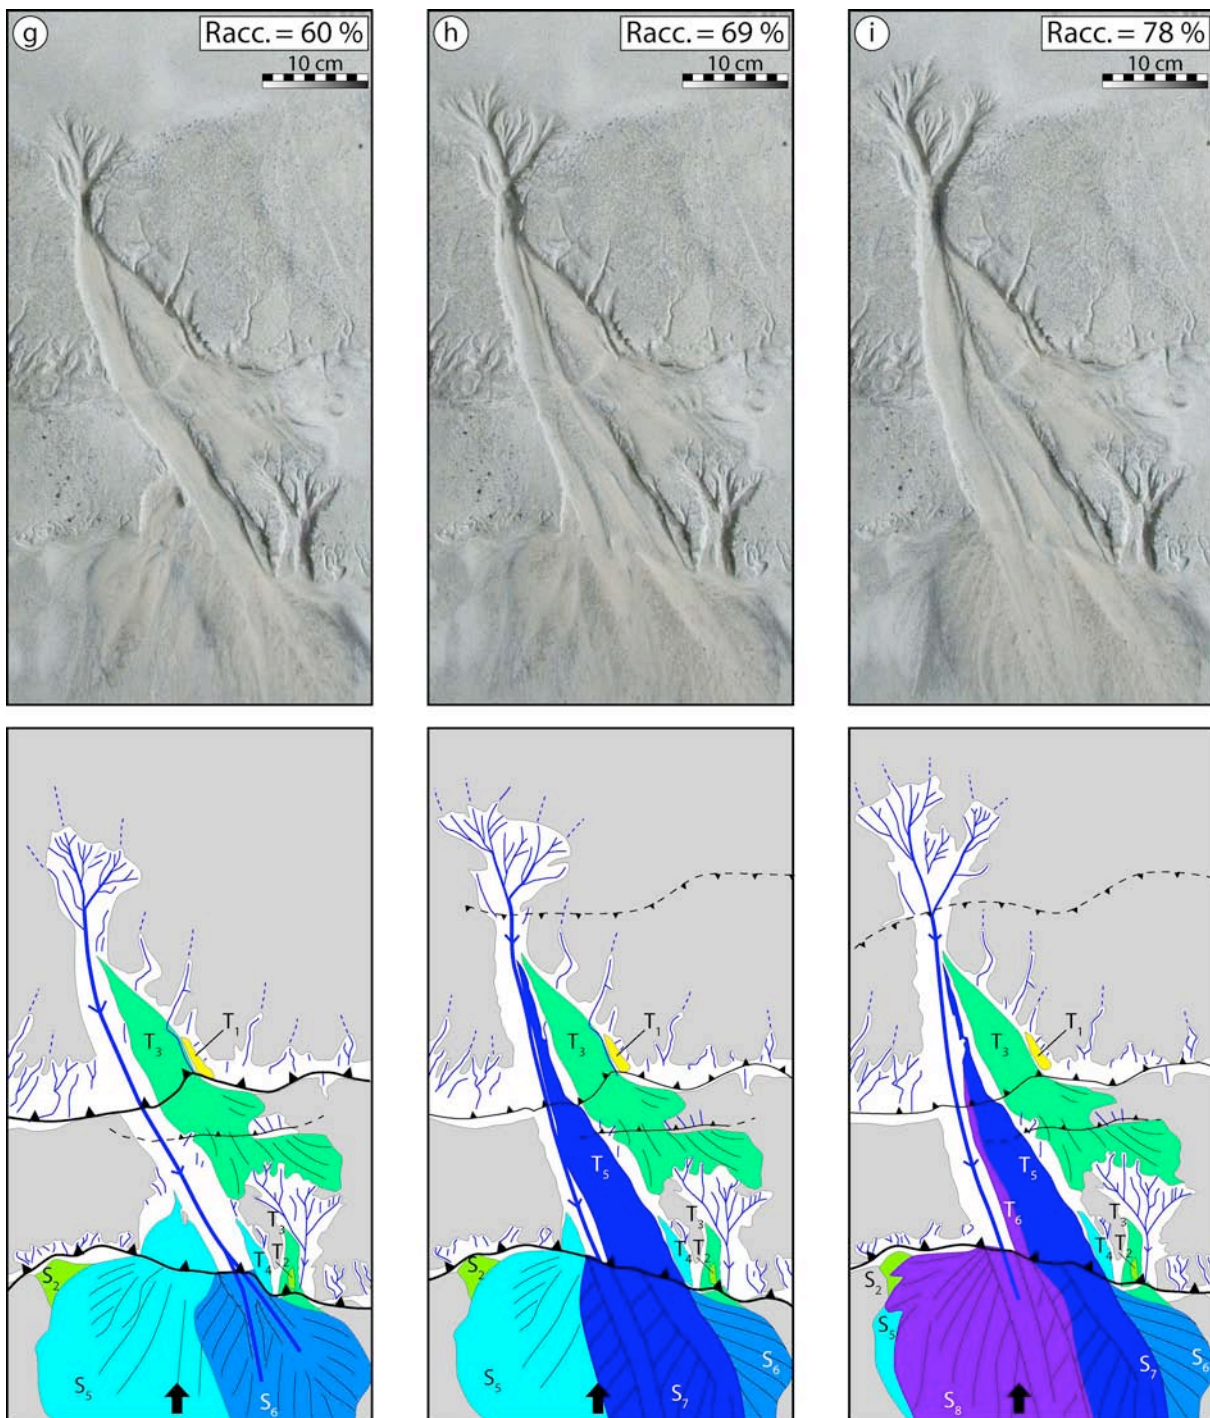 g
Racc. = 60 %
10 cm
h
Racc. = 69 %
10 cm
i
Racc. = 78 %
10 cm
T1
T3
T3
T2
T4
S2
S5
S6
T1
T3
T5
T3
T2
T4
S2
S5
S7
S6
T1
T3
T5
T6
T3
T2
T4
S2
S5
S8
S7
S6